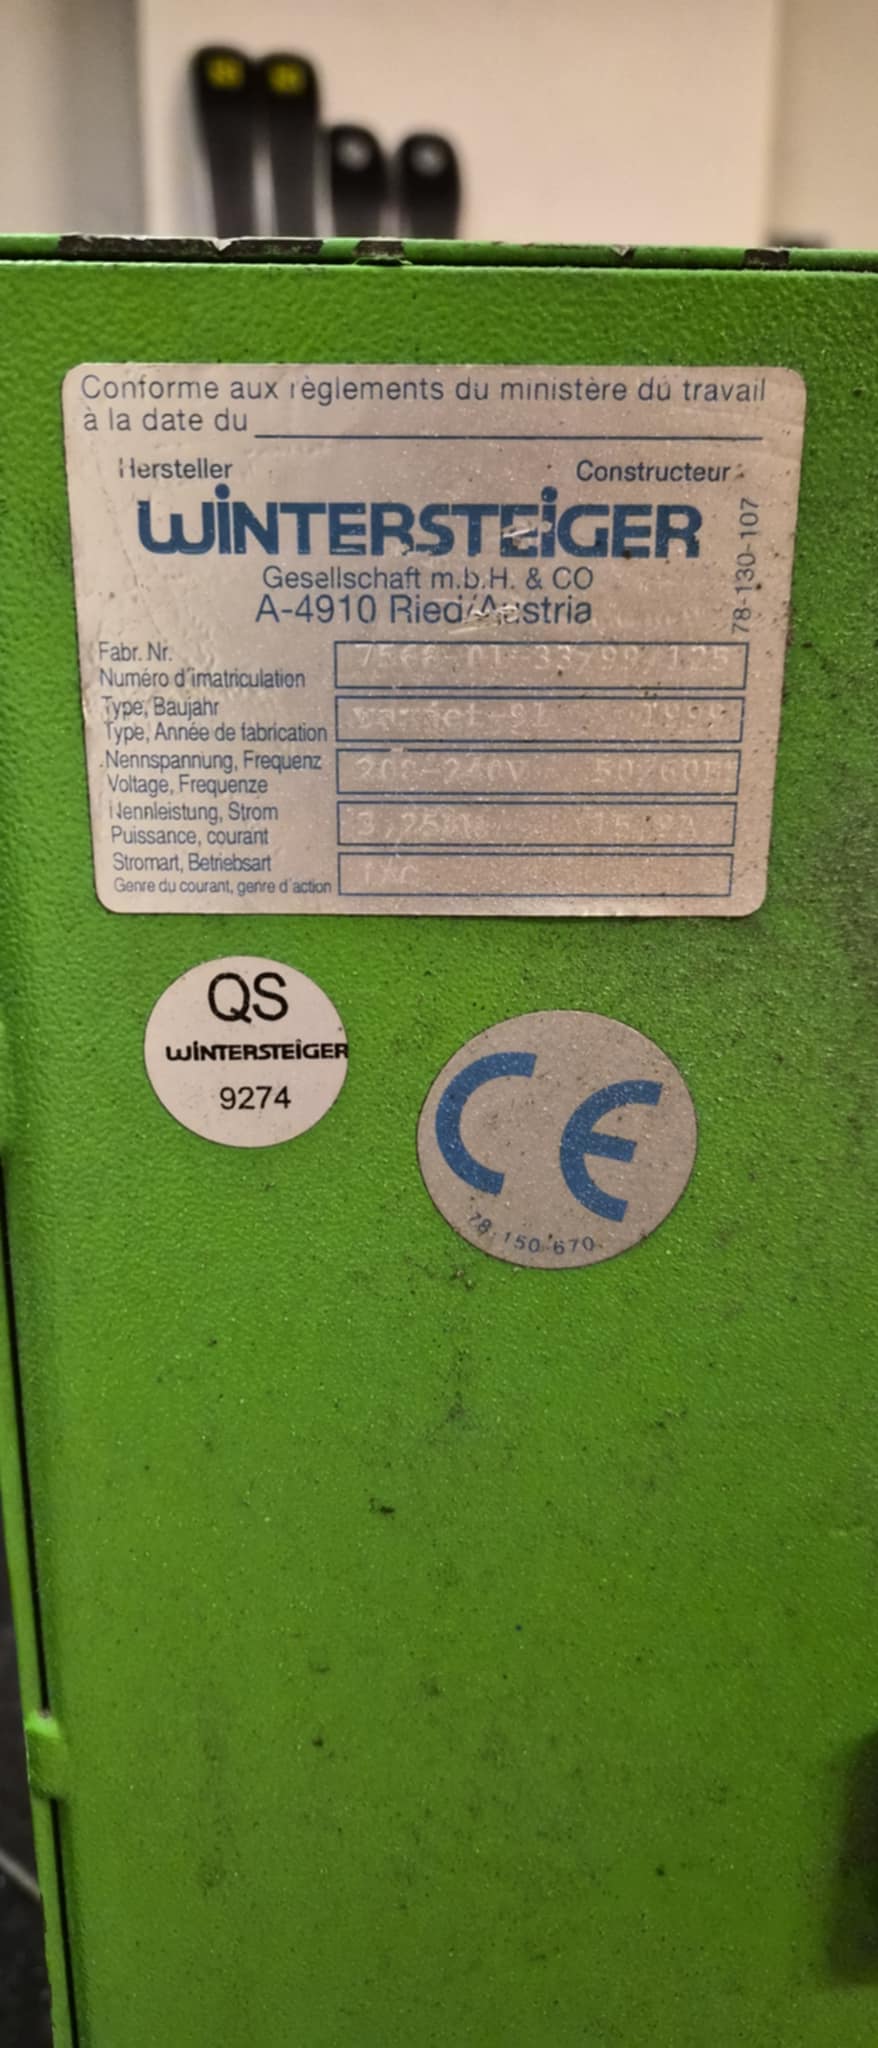 Conforme aux règlements du ministère du travail
à la date du
Hersteller Constructeur
WINTERSTEIGER
Gesellschaft m.b.H. & CO
A-4910 Ried/Austria
78-130-107
Fabr. Nr.
Numéro d'imatriculation
Type, Baujahr
Type, Année de fabrication
Nennspannung, Frequenz
Voltage, Frequenze
208-240V
Nennleistung, Strom
Puissance, courant
Stromart, Betriebsart
Genre du courant, genre d'action
QS
WINTERSTEIGER
9274
CE
78-150-670